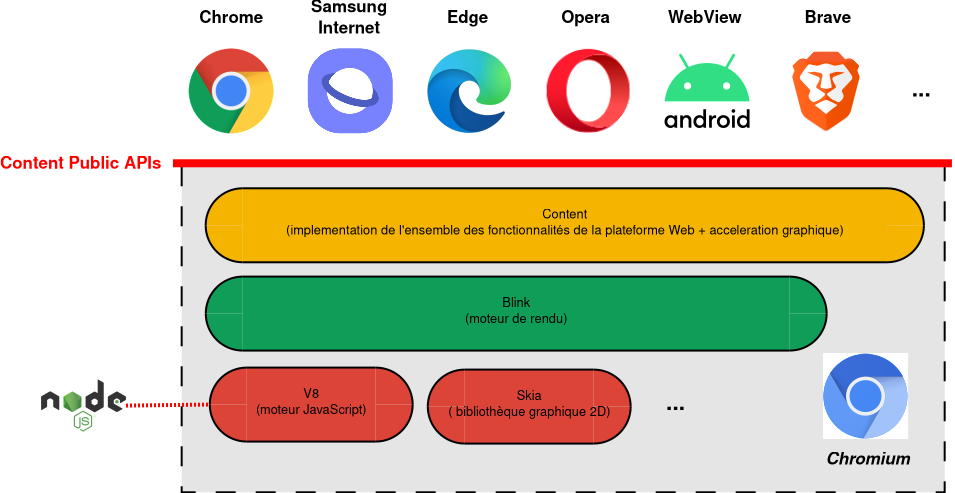 Chrome
Samsung
Internet
Edge
Opera
WebView
Brave
android
...
Content Public APIs
Content
(implementation de l'ensemble des fonctionnalités de la plateforme Web + acceleration graphique)
Blink
(moteur de rendu)
V8
(moteur JavaScript)
Skia
( bibliothèque graphique 2D)
...
node
JS
Chromium